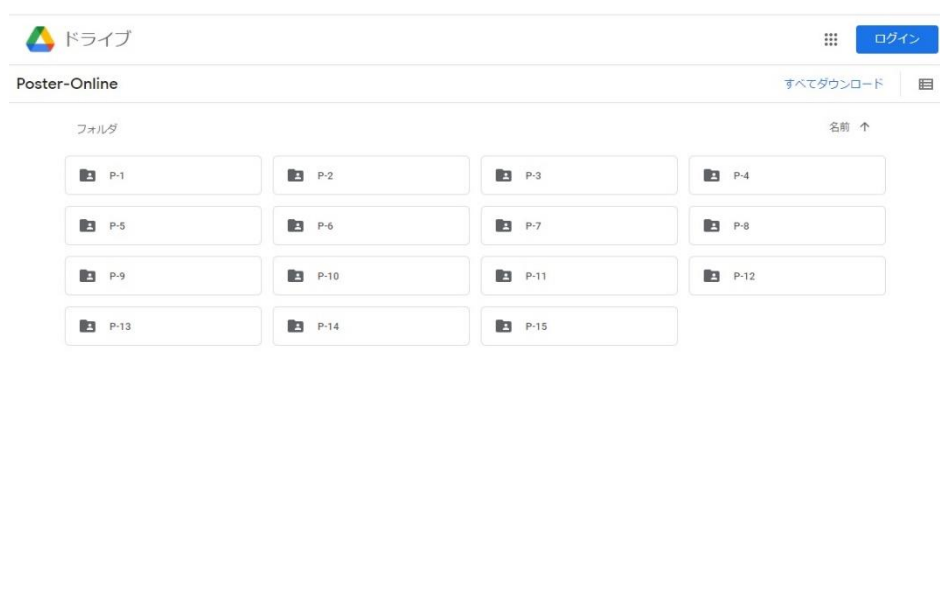 ドライブ
ログイン
Poster-Online
すべてダウンロード
フォルダ
名前
P-1
P-2
P-3
P-4
P-5
P-6
P-7
P-8
P-9
P-10
P-11
P-12
P-13
P-14
P-15